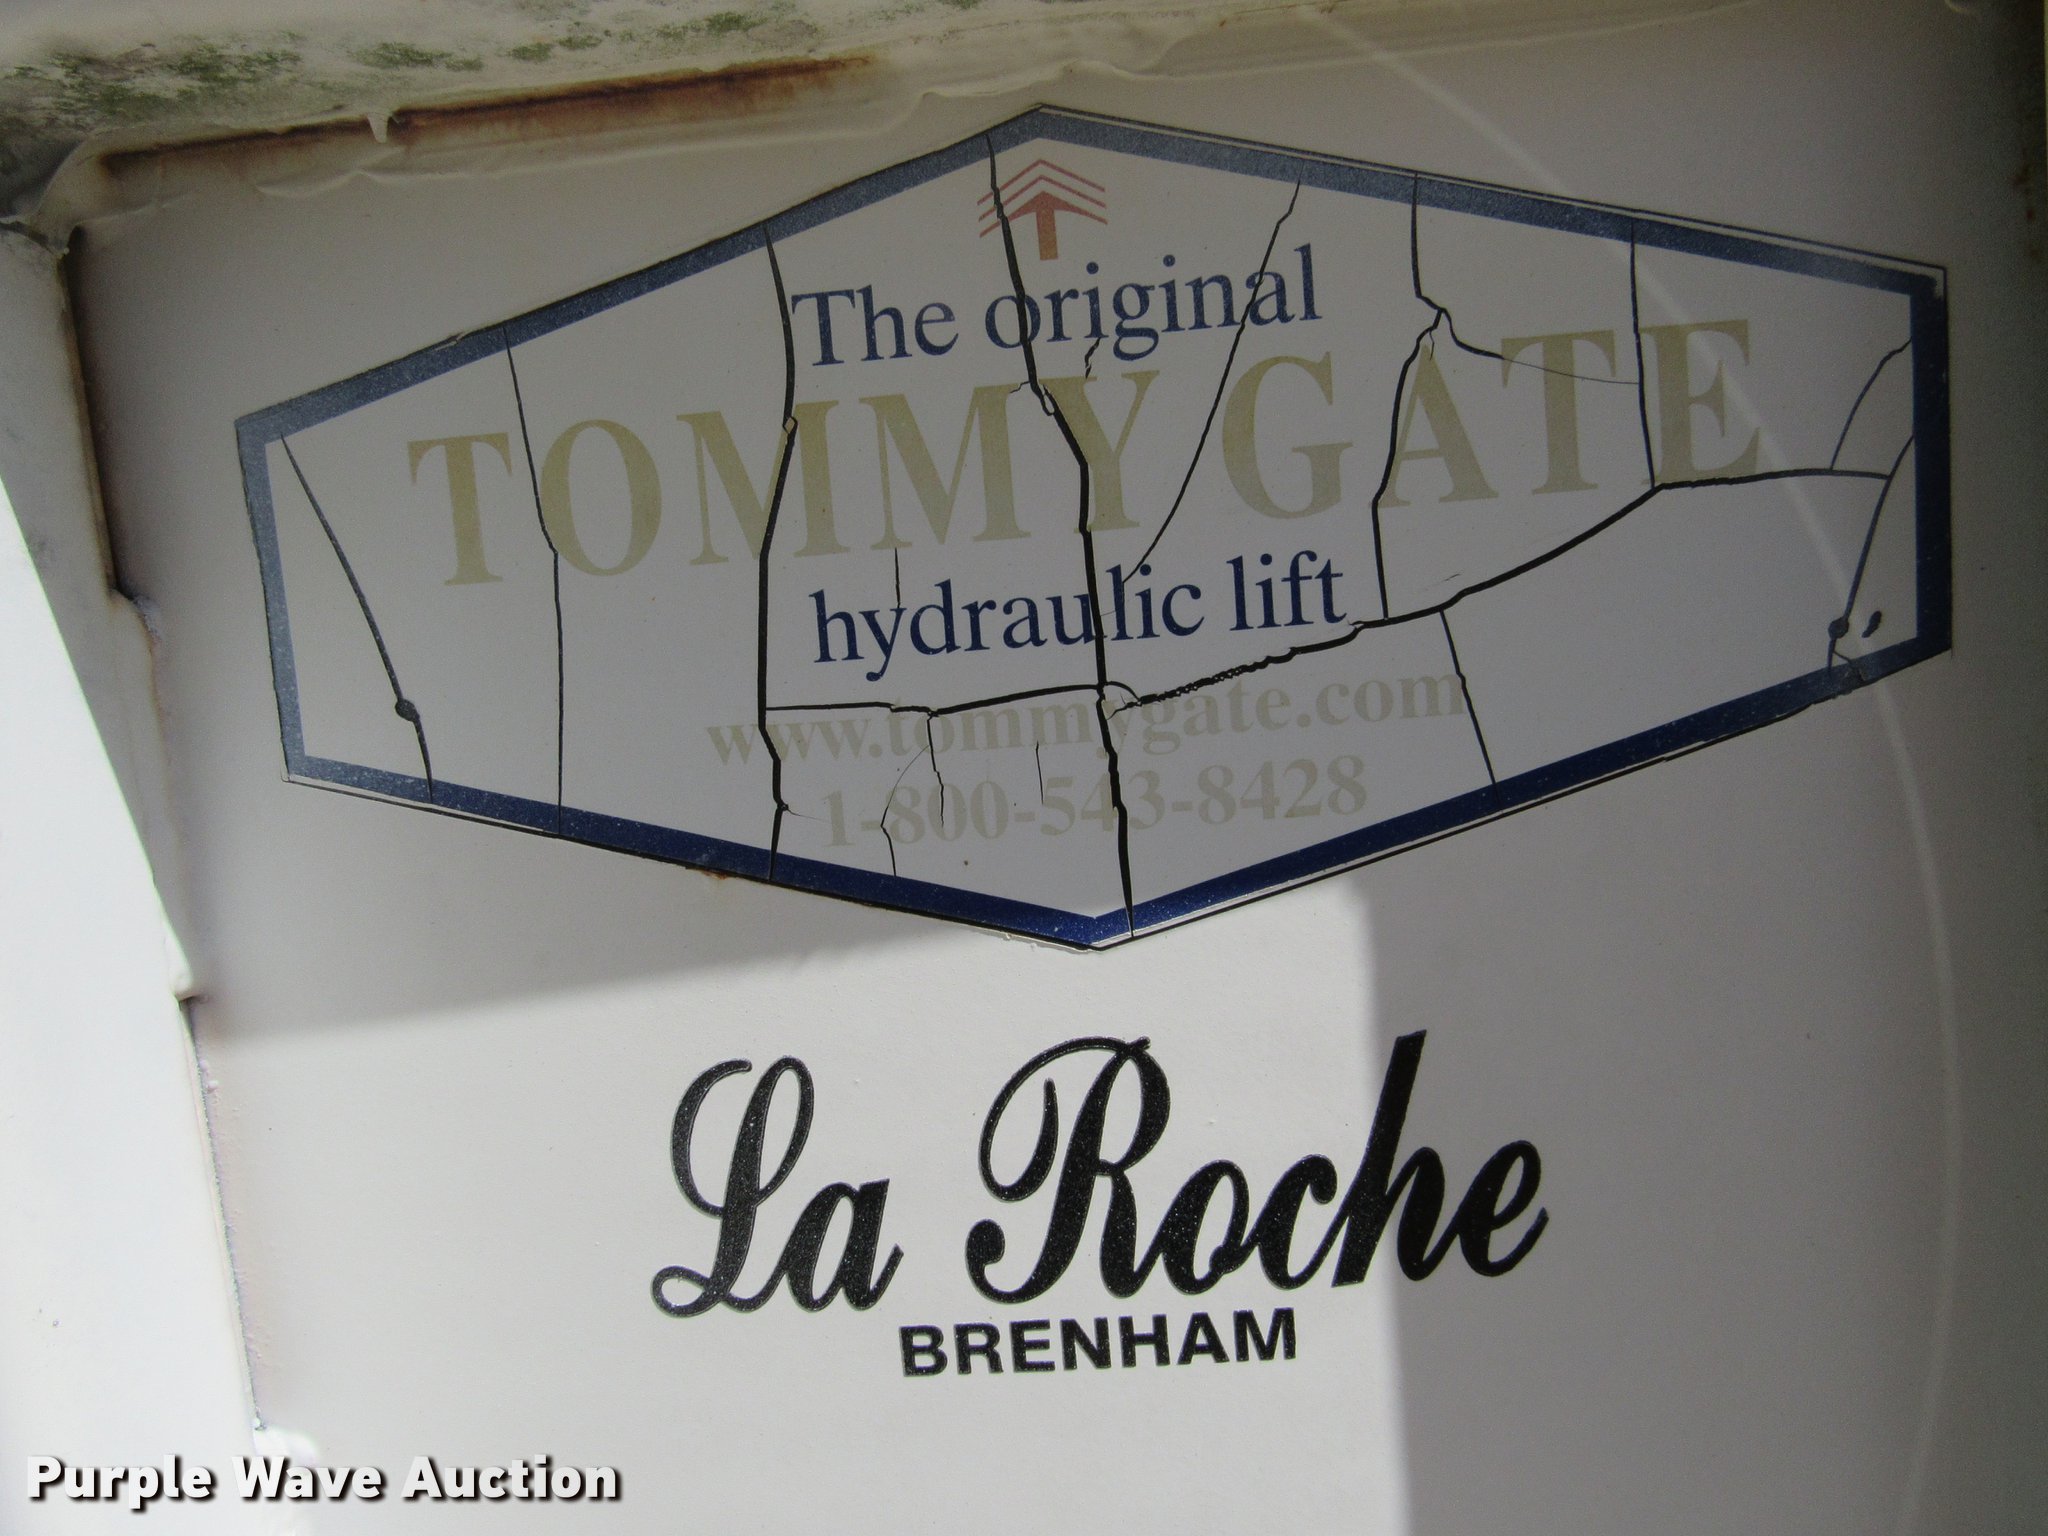 The original
TOMMY GATE
hydraulic lift
www.tommygate.com
1-800-543-8428
La Roche
BRENHAM
Purple Wave Auction